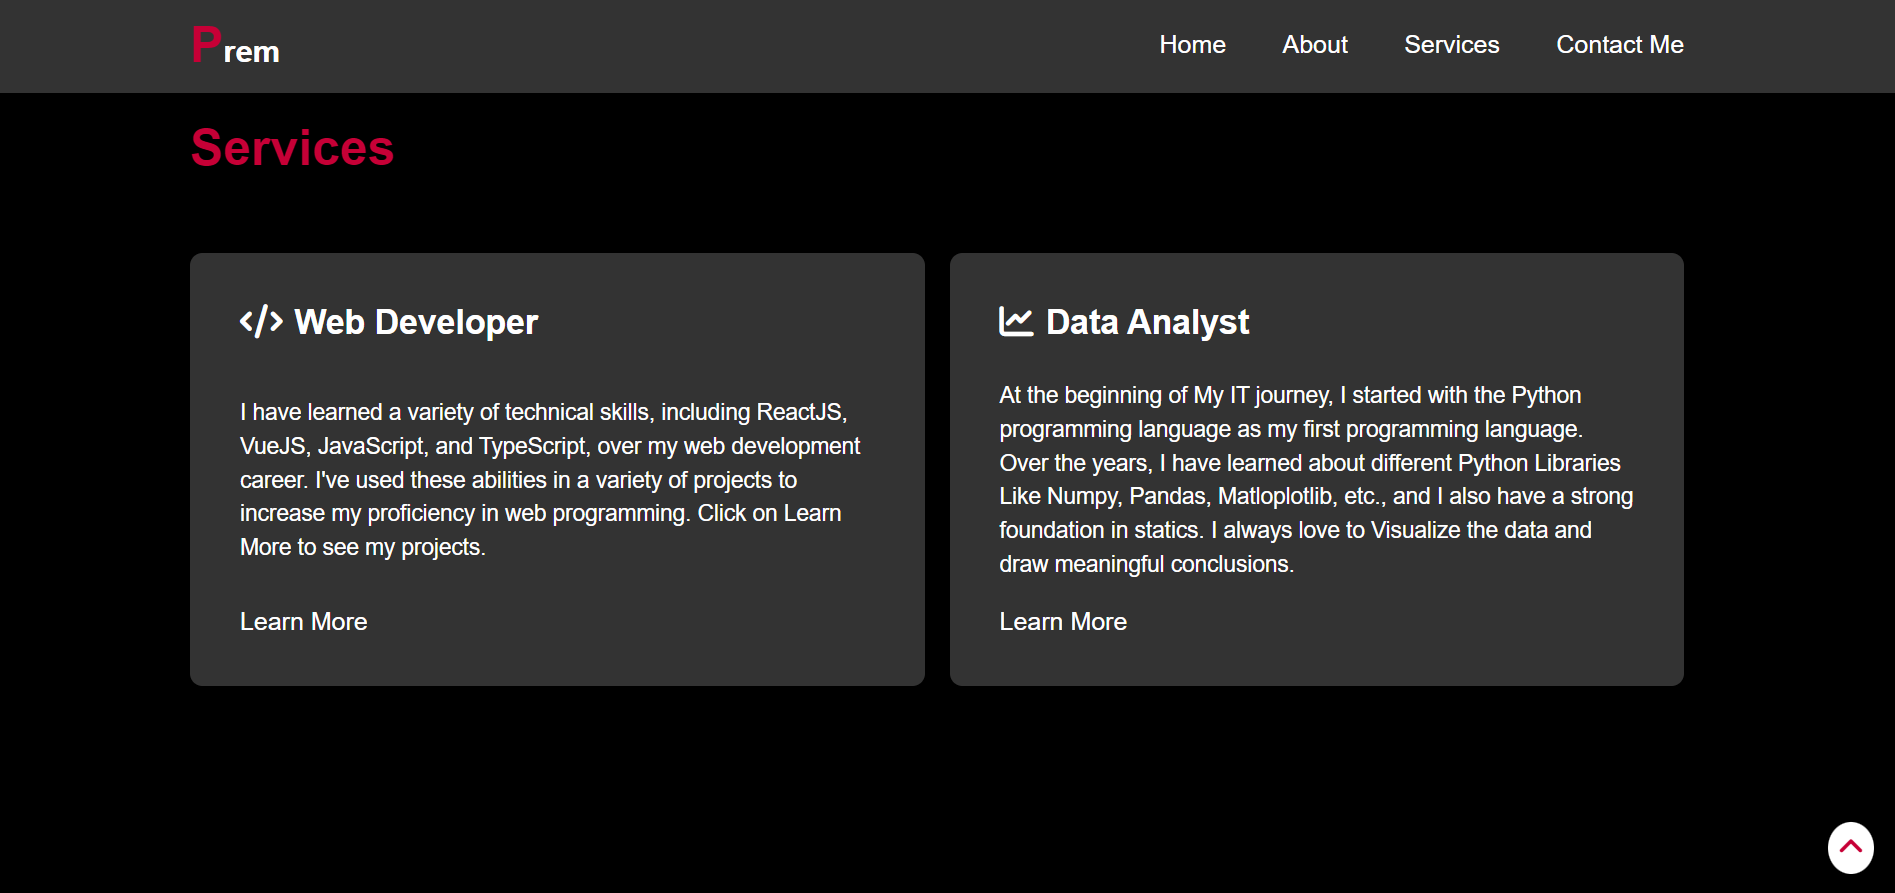 Prem
Home About Services Contact Me
Services
Web Developer
I have learned a variety of technical skills, including ReactJS,
VueJS, JavaScript, and TypeScript, over my web development
career. I've used these abilities in a variety of projects to
increase my proficiency in web programming. Click on Learn
More to see my projects.
Learn More
Data Analyst
At the beginning of My IT journey, I started with the Python
programming language as my first programming language.
Over the years, I have learned about different Python Libraries
Like Numpy, Pandas, Matloplotlib, etc., and I also have a strong
foundation in statics. I always love to Visualize the data and
draw meaningful conclusions.
Learn More